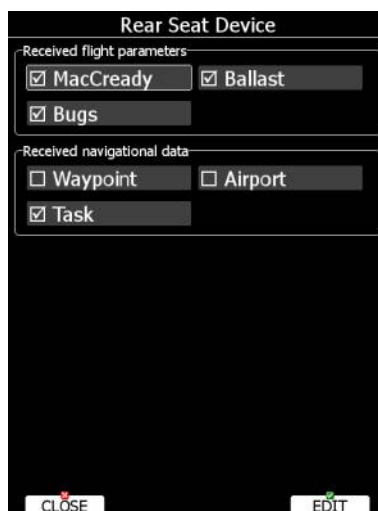 Rear Seat Device
Received flight parameters
MacCready Ballast
Bugs
Received navigational data
Waypoint Airport
Task
CLOSE EDIT